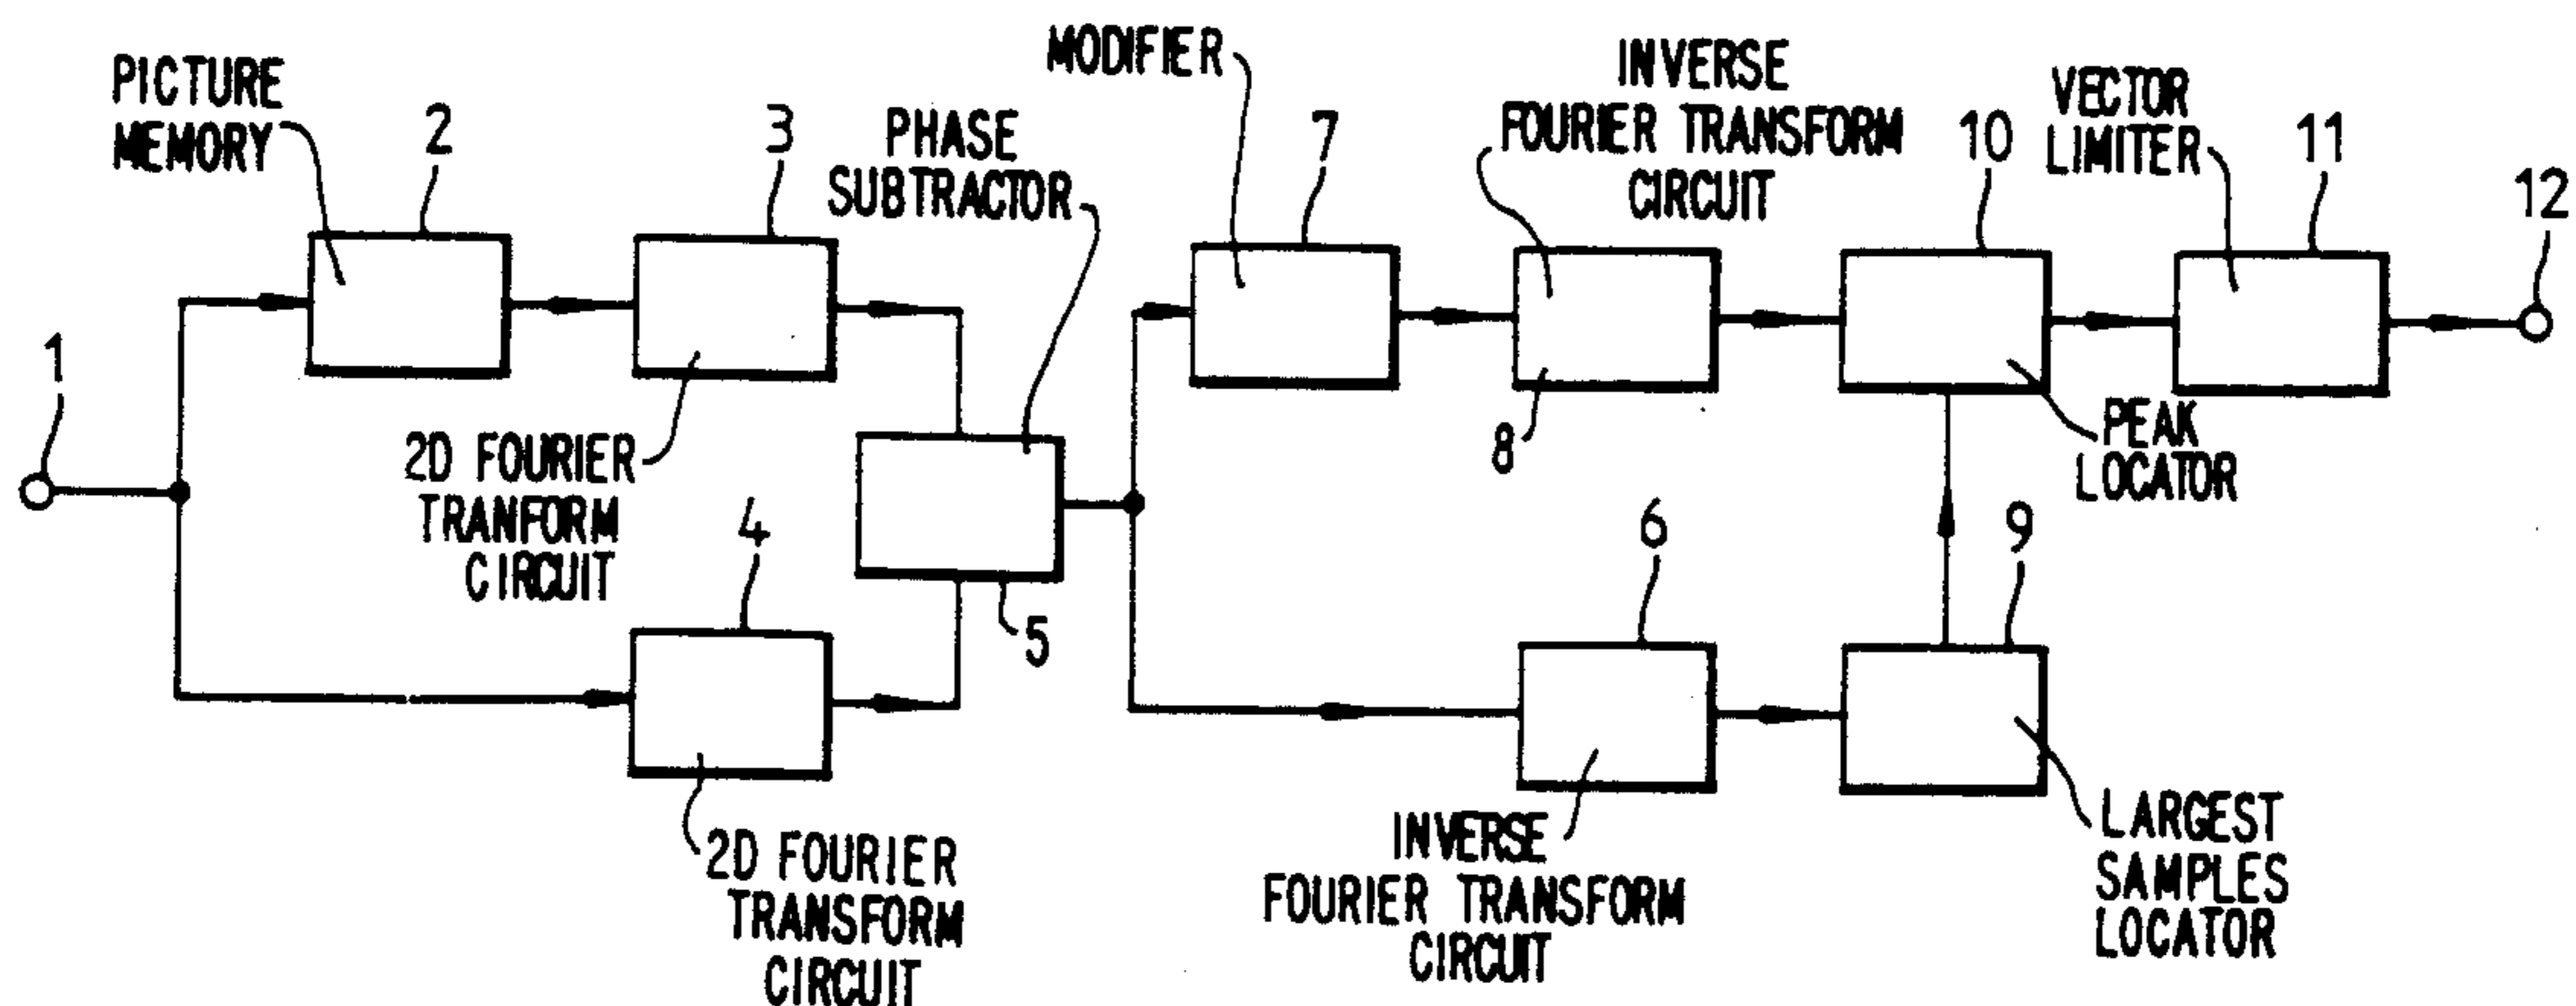 PICTURE
MEMORY
2
3
PHASE
SUBTRACTOR
MODIFIER
7
INVERSE
FOURIER TRANSFORM
CIRCUIT
10
VECTOR
LIMITER
11
12
1
2D FOURIER
TRANFORM
CIRCUIT
4
5
8
PEAK
LOCATOR
6
9
2D FOURIER
TRANSFORM
CIRCUIT
INVERSE
FOURIER TRANSFORM
CIRCUIT
LARGEST
SAMPLES
LOCATOR